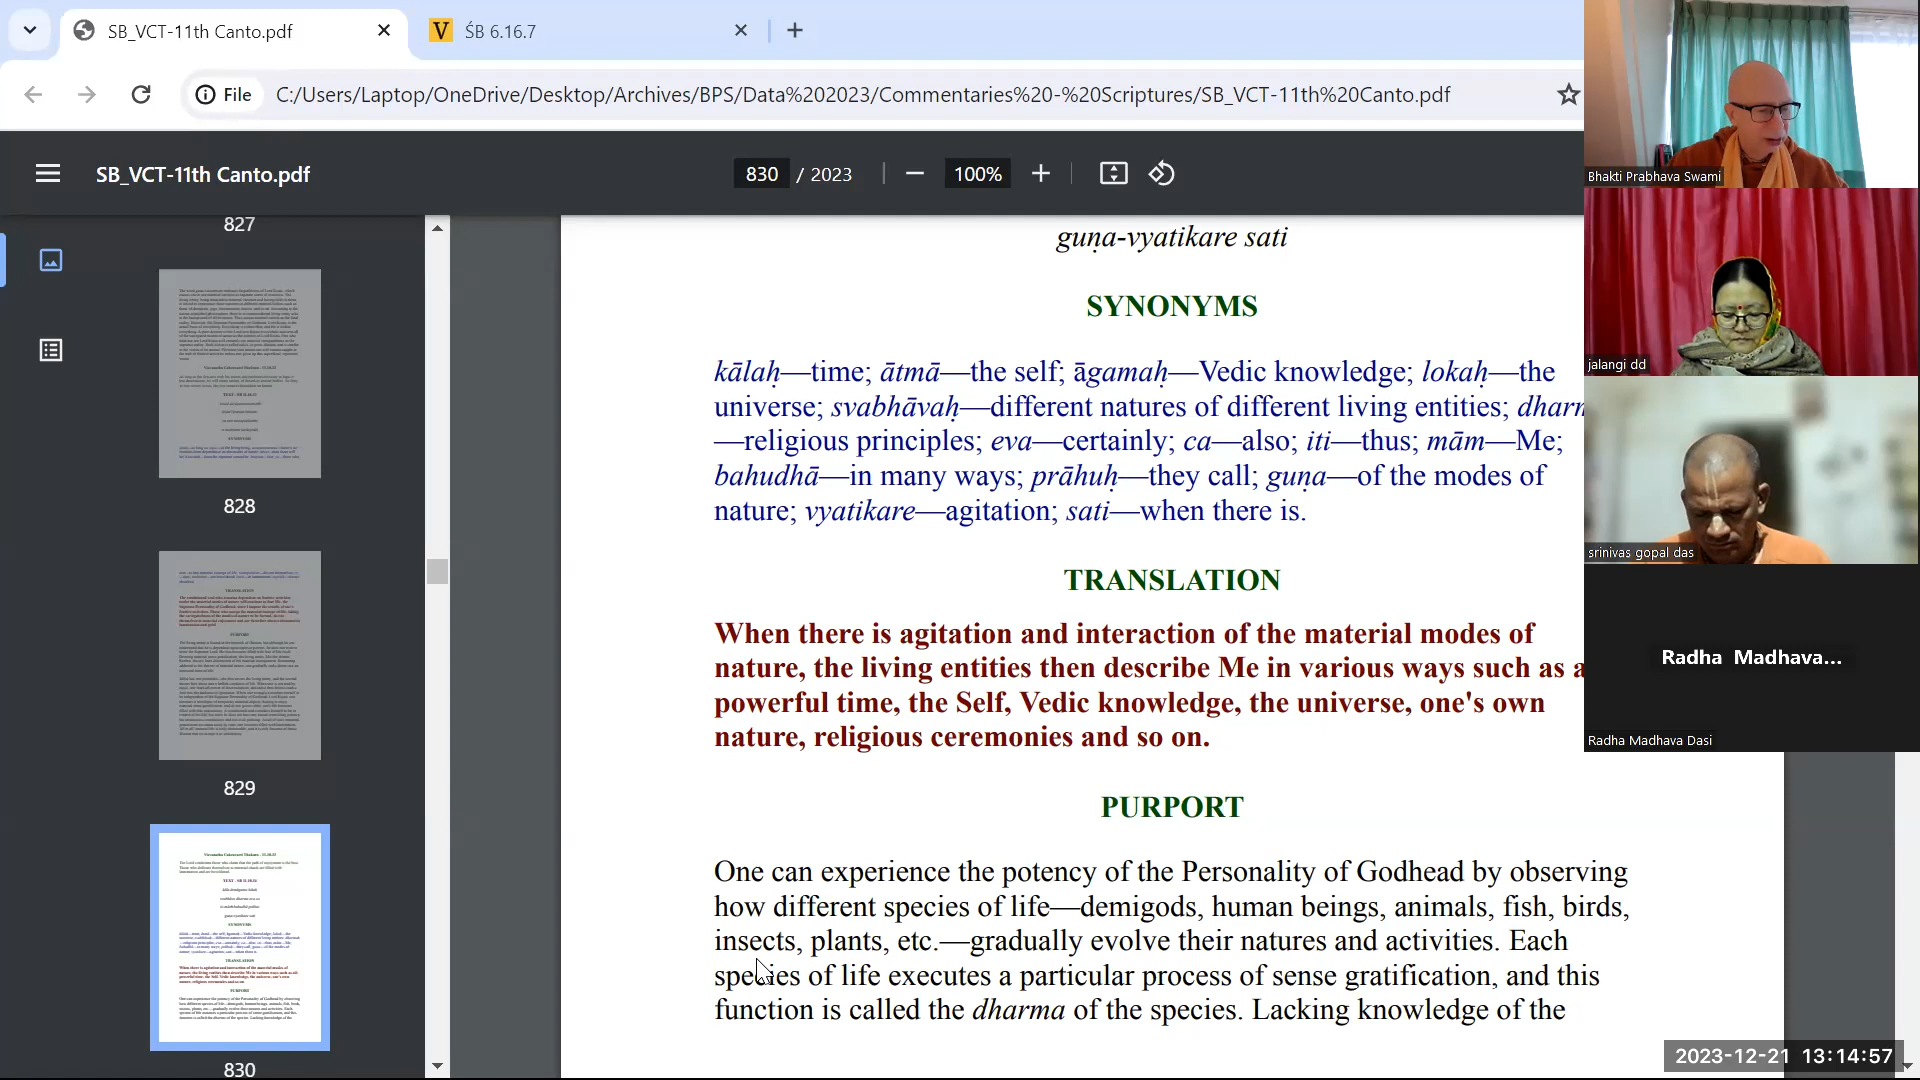 SB_VCT-11th Canto.pdf
ŚB 6.16.7
File
C:/Users/Laptop/OneDrive/Desktop/Archives/BPS/Data%202023/Commentaries%20-%20Scriptures/SB_VCT-11th%20Canto.pdf
SB_VCT-11th Canto.pdf
830 / 2023
100%
827
828
829
830
guṇa-vyatikare sati
SYNONYMS
kālaḥ—time; ātmā—the self; āgamaḥ—Vedic knowledge; lokaḥ—the
universe; svabhāvaḥ—different natures of different living entities; dharm
—religious principles; eva—certainly; ca—also; iti—thus; mām—Me;
bahudhā—in many ways; prāhuḥ—they call; guṇa—of the modes of
nature; vyatikare—agitation; sati—when there is.
TRANSLATION
When there is agitation and interaction of the material modes of
nature, the living entities then describe Me in various ways such as a
powerful time, the Self, Vedic knowledge, the universe, one's own
nature, religious ceremonies and so on.
PURPORT
One can experience the potency of the Personality of Godhead by observing
how different species of life—demigods, human beings, animals, fish, birds,
insects, plants, etc.—gradually evolve their natures and activities. Each
species of life executes a particular process of sense gratification, and this
function is called the dharma of the species. Lacking knowledge of the
Bhakti Prabhava Swami
jalangi dd
srinivas gopal das
Radha Madhava...
Radha Madhava Dasi
2023-12-21 13:14:57